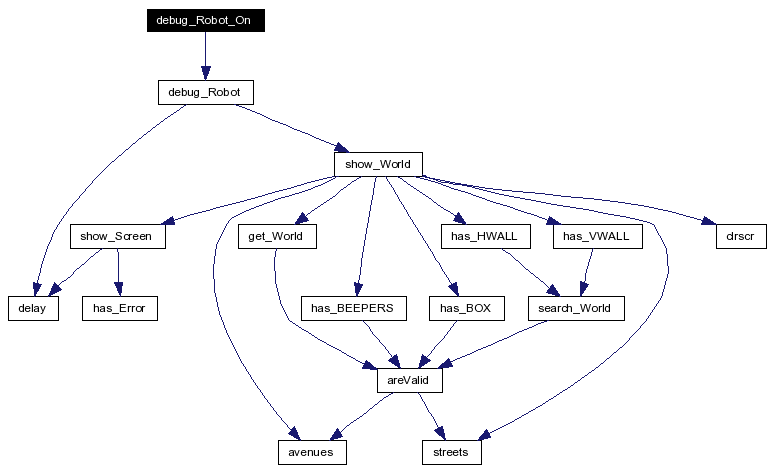 debug_Robot_On
debug_Robot
show_World
show_Screen
get_World
has_HWALL
has_VWALL
clrscr
delay
has_Error
has_BEEPERS
has_BOX
search_World
areValid
avenues
streets